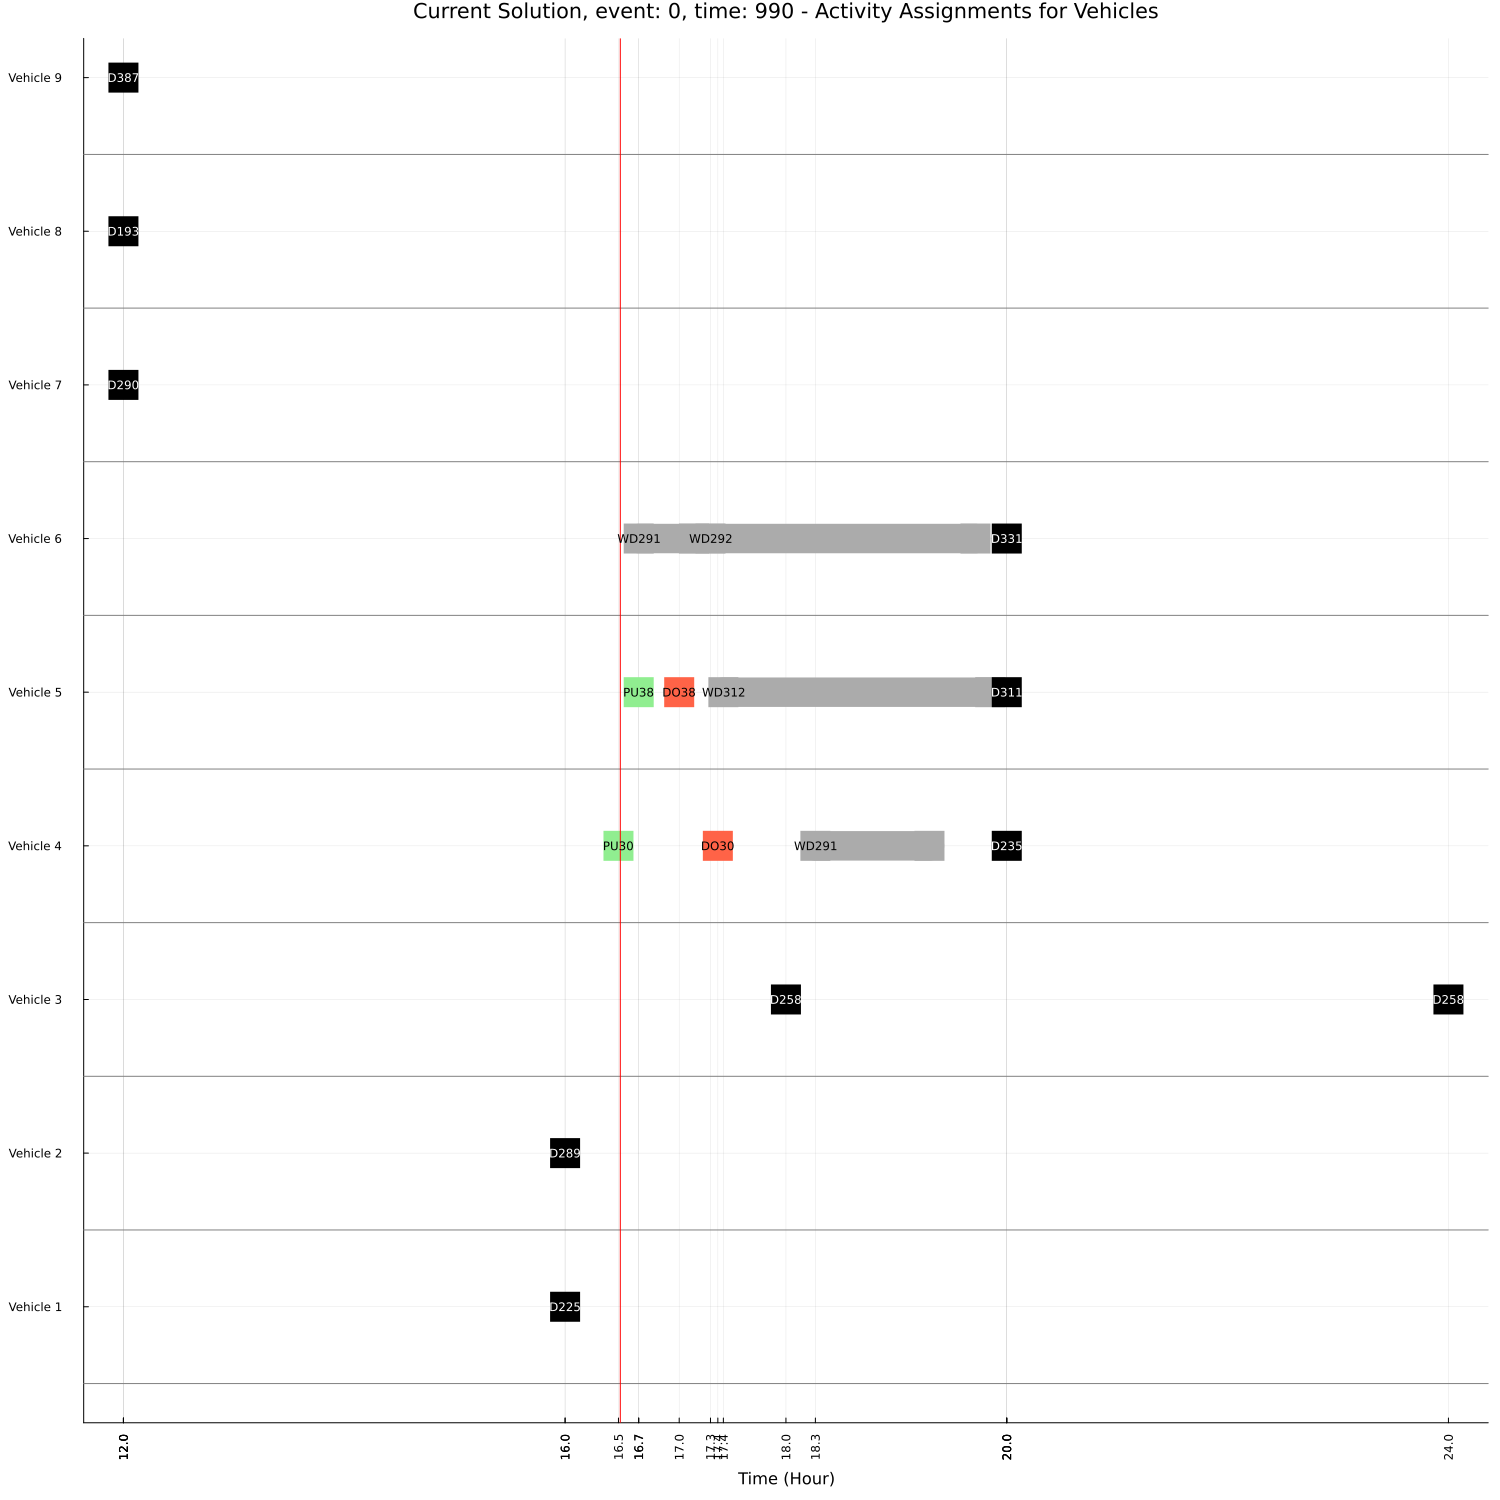 Current Solution, event: 0, time: 990 - Activity Assignments for Vehicles
Vehicle 9 D387
Vehicle 8 D193
Vehicle 7 D290
Vehicle 6 WD291 WD292 D331
Vehicle 5 PU38 DO38 WD312 D311
Vehicle 4 PU30 DO30 WD291 D235
Vehicle 3 D258 D258
Vehicle 2 D289
Vehicle 1 D225
12.0 16.0 16.5 16.7 17.0 17.3 17.4 18.0 18.3 20.0 24.0
Time (Hour)